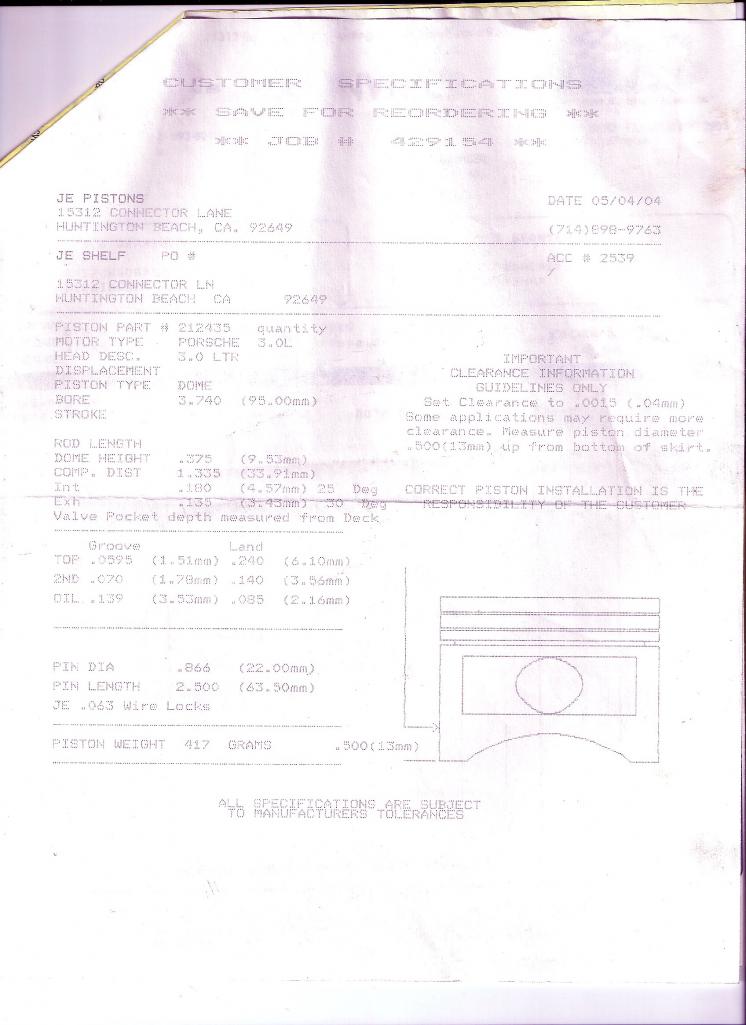 CUSTOMER SPECIFICATIONS
** SAVE FOR REORDERING **
** JOB # 429154 **
JE PISTONS
DATE 05/04/04
15312 CONNECTOR LANE
HUNTINGTON BEACH, CA. 92649
(714)898-9763
JE SHELF PO #
ACC # 2539
/
15312 CONNECTOR LN
HUNTINGTON BEACH CA 92649
PISTON PART # 212435 quantity
MOTOR TYPE PORSCHE 3.0L
HEAD DESC. 3.0 LTR
DISPLACEMENT
PISTON TYPE DOME
BORE 3.740 (95.00mm)
STROKE
ROD LENGTH
DOME HEIGHT .375 (9.53mm)
COMP. DIST 1.335 (33.91mm)
Int .180 (4.57mm) 25 Deg
Exh .135 (3.43mm) 30 Deg
Valve Pocket depth measured from Deck
IMPORTANT
CLEARANCE INFORMATION
GUIDELINES ONLY
Set Clearance to .0015 (.04mm)
Some applications may require more
clearance. Measure piston diameter
.500(13mm) up from bottom of skirt.
CORRECT PISTON INSTALLATION IS THE
RESPONSIBILITY OF THE CUSTOMER
Groove Land
TOP .0595 (1.51mm) .240 (6.10mm)
2ND .070 (1.78mm) .140 (3.56mm)
OIL .139 (3.53mm) .085 (2.16mm)
PIN DIA .866 (22.00mm)
PIN LENGTH 2.500 (63.50mm)
JE .063 Wire Locks
PISTON WEIGHT 417 GRAMS
.500(13mm)
ALL SPECIFICATIONS ARE SUBJECT
TO MANUFACTURERS TOLERANCES